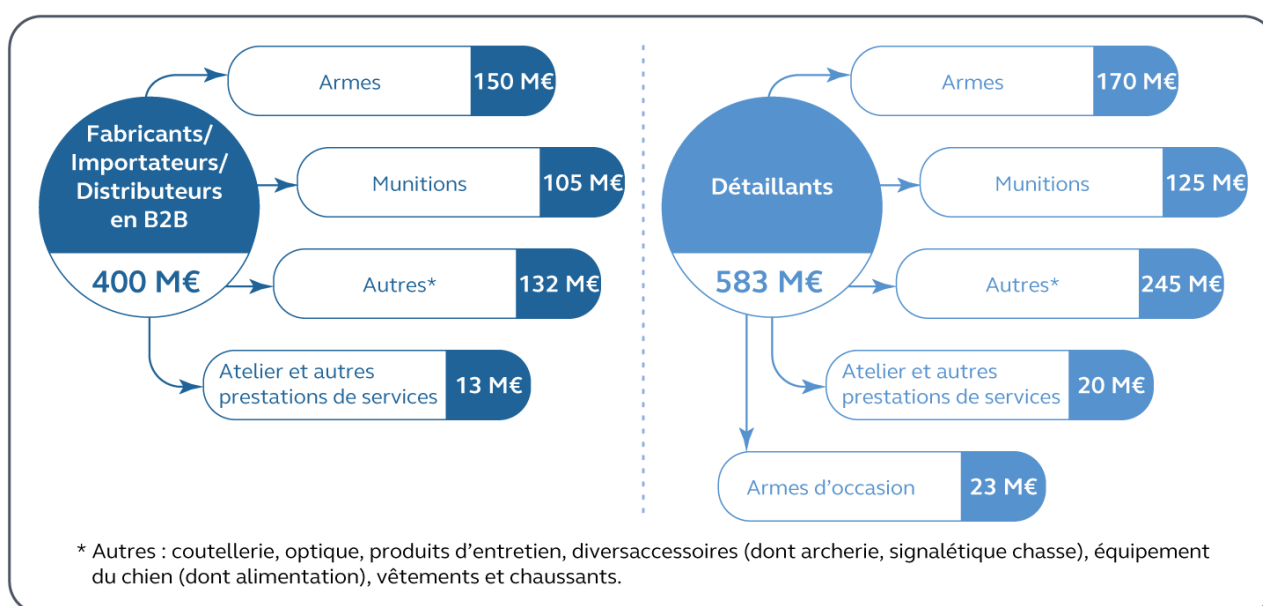 Fabricants/
Importateurs/
Distributeurs
en B2B
400 M€
Armes
150 M€
Munitions
105 M€
Autres*
132 M€
Atelier et autres
prestations de services
13 M€
Détaillants
583 M€
Armes
170 M€
Munitions
125 M€
Autres*
245 M€
Atelier et autres
prestations de services
20 M€
Armes d’occasion
23 M€
* Autres : coutellerie, optique, produits d’entretien, diversaccessoires (dont archerie, signalétique chasse), équipement
du chien (dont alimentation), vêtements et chaussants.